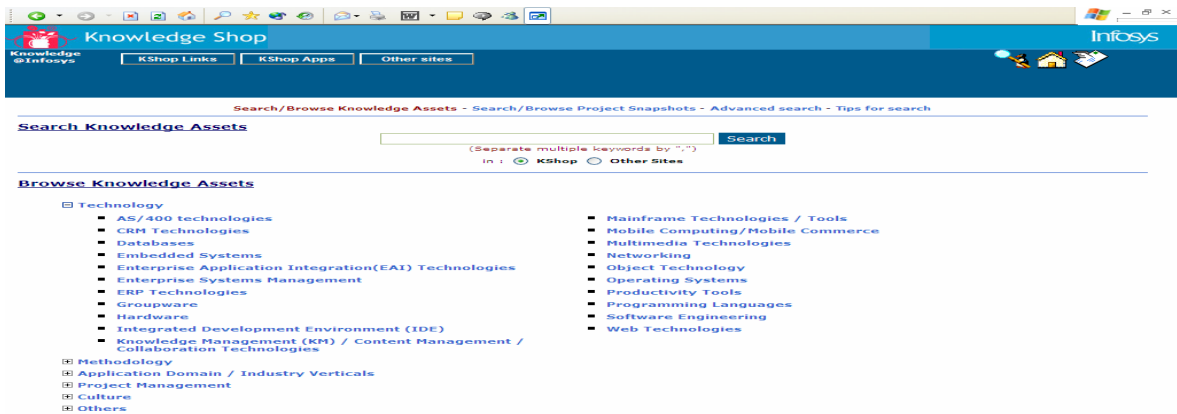 Knowledge Shop
Infosys
Knowledge
@Infosys
KShop Links
KShop Apps
Other sites
Search/Browse Knowledge Assets - Search/Browse Project Snapshots - Advanced search - Tips for search
Search Knowledge Assets
Search
(Separate multiple keywords by ",")
in : KShop Other Sites
Browse Knowledge Assets
Technology
AS/400 technologies
CRM Technologies
Databases
Embedded Systems
Enterprise Application Integration(EAI) Technologies
Enterprise Systems Management
ERP Technologies
Groupware
Hardware
Integrated Development Environment (IDE)
Knowledge Management (KM) / Content Management /
Collaboration Technologies
Mainframe Technologies / Tools
Mobile Computing/Mobile Commerce
Multimedia Technologies
Networking
Object Technology
Operating Systems
Productivity Tools
Programming Languages
Software Engineering
Web Technologies
Methodology
Application Domain / Industry Verticals
Project Management
Culture
Others